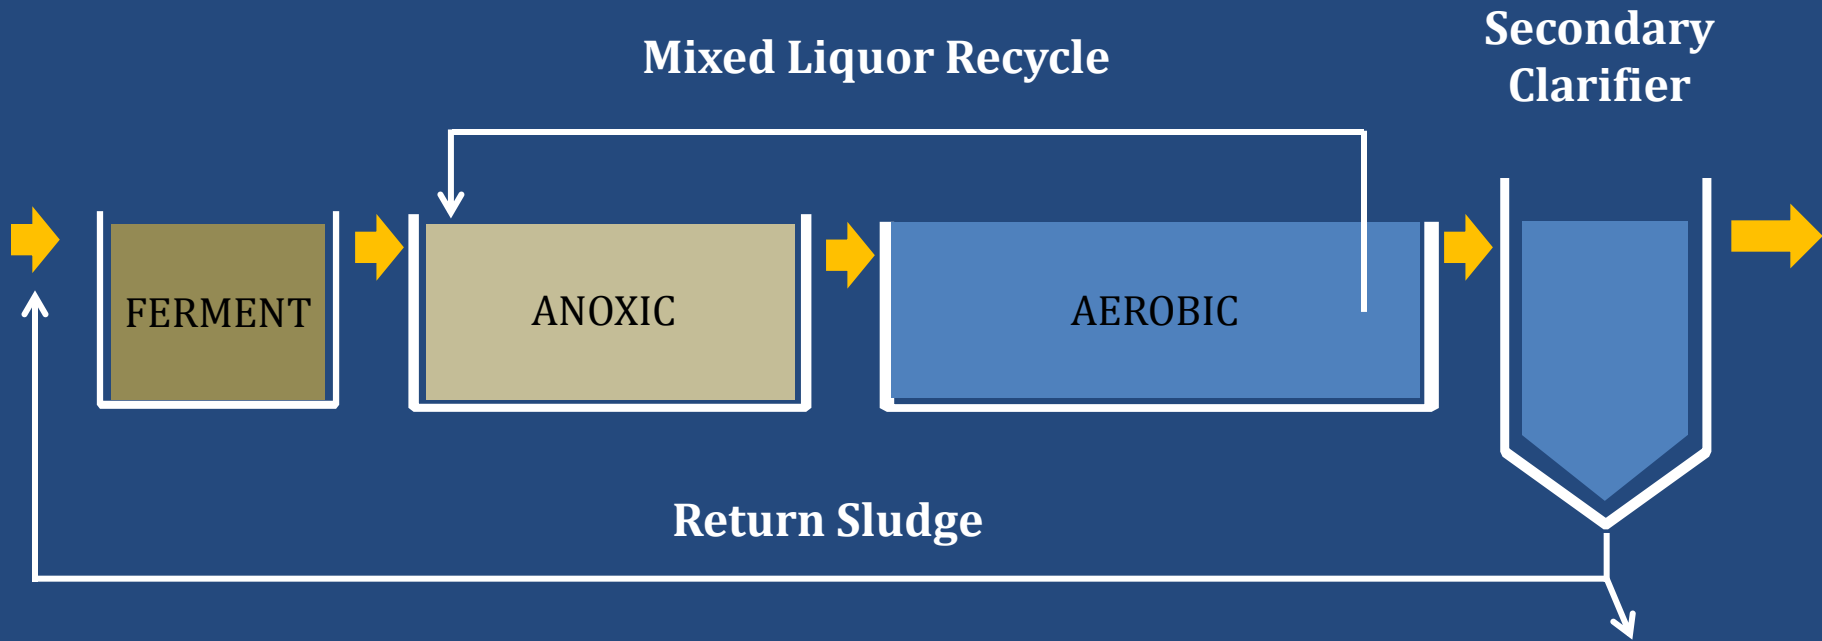 Secondary
Clarifier
Mixed Liquor Recycle
FERMENT
ANOXIC
AEROBIC
Return Sludge